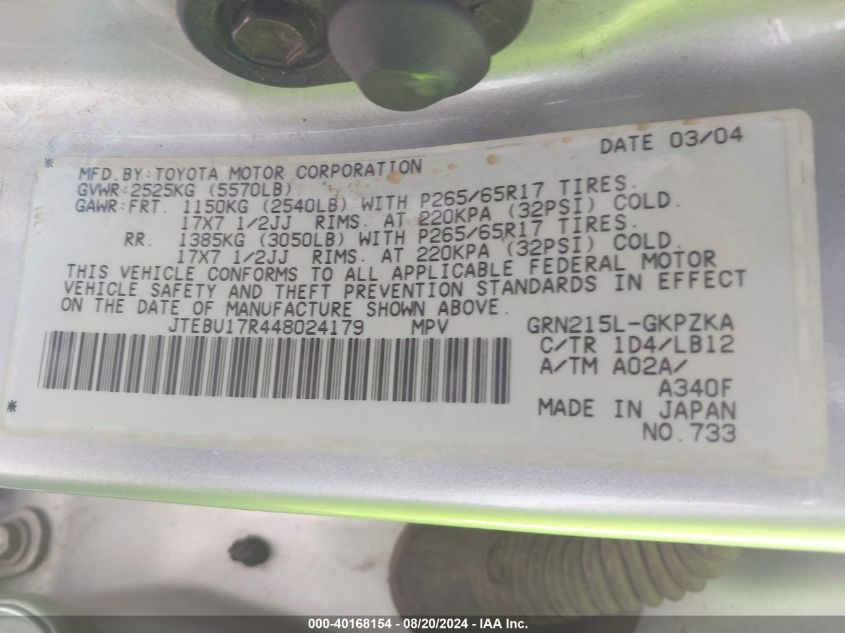 DATE 03/04
MFD.BY:TOYOTA MOTOR CORPORATION
GVWR:2525KG (5570LB)
GAWR:FRT. 1150KG (2540LB) WITH P265/65R17 TIRES.
17X7 1/2JJ RIMS. AT 220KPA (32PSI) COLD.
RR. 1385KG (3050LB) WITH P265/65R17 TIRES.
17X7 1/2JJ RIMS. AT 220KPA (32PSI) COLD.
THIS VEHICLE CONFORMS TO ALL APPLICABLE FEDERAL MOTOR
VEHICLE SAFETY AND THEFT PREVENTION STANDARDS IN EFFECT
ON THE DATE OF MANUFACTURE SHOWN ABOVE.
JTEBU17R448024179 MPV GRN215L-GKPZKA
C/TR 1D4/LB12
A/TM A02A/
A340F
MADE IN JAPAN
NO.733
000-40168154 - 08/20/2024 - IAA Inc.